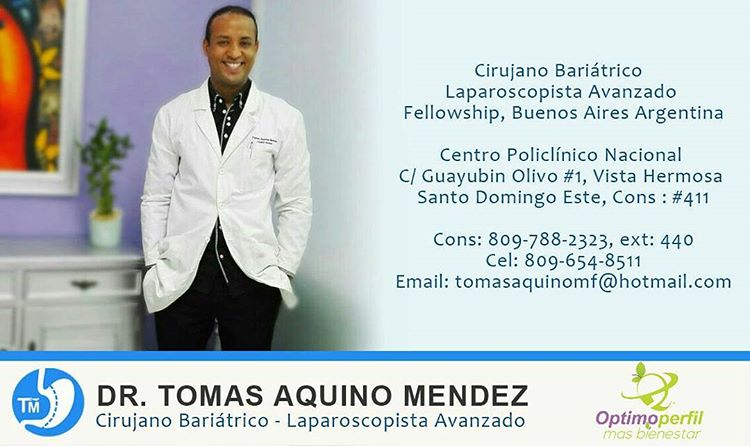 Cirujano Bariátrico
Laparoscopista Avanzado
Fellowship, Buenos Aires Argentina
Centro Policlínico Nacional
C/ Guayubin Olivo #1, Vista Hermosa
Santo Domingo Este, Cons : #411
Cons: 809-788-2323, ext: 440
Cel: 809-654-8511
Email: tomasaquinomf@hotmail.com
TM
DR. TOMAS AQUINO MENDEZ
Cirujano Bariátrico - Laparoscopista Avanzado
Optimoperfil
mas bienestar